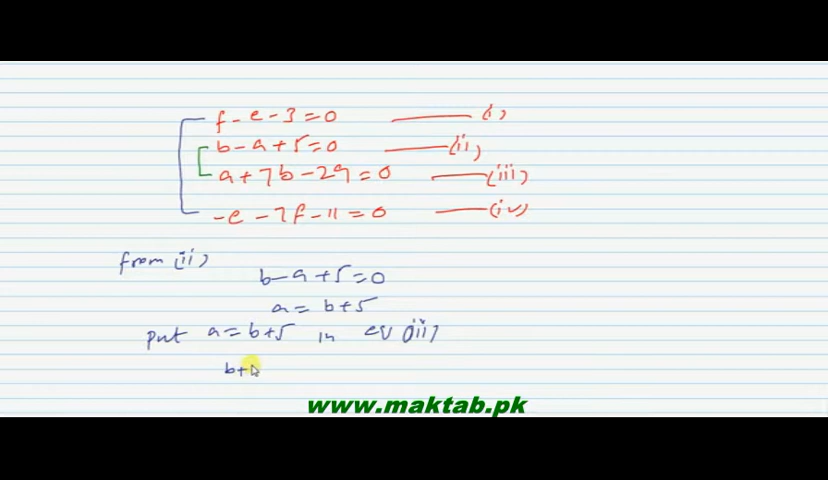 f - e - 3 = 0 ——— (i)
b - a + 5 = 0 ——— (ii)
a + 7b - 29 = 0 ——— (iii)
-e - 7f - 11 = 0 ——— (iv)
from (ii)
b - a + 5 = 0
a = b + 5
put a = b + 5 in eq (iii)
b +
www.maktab.pk